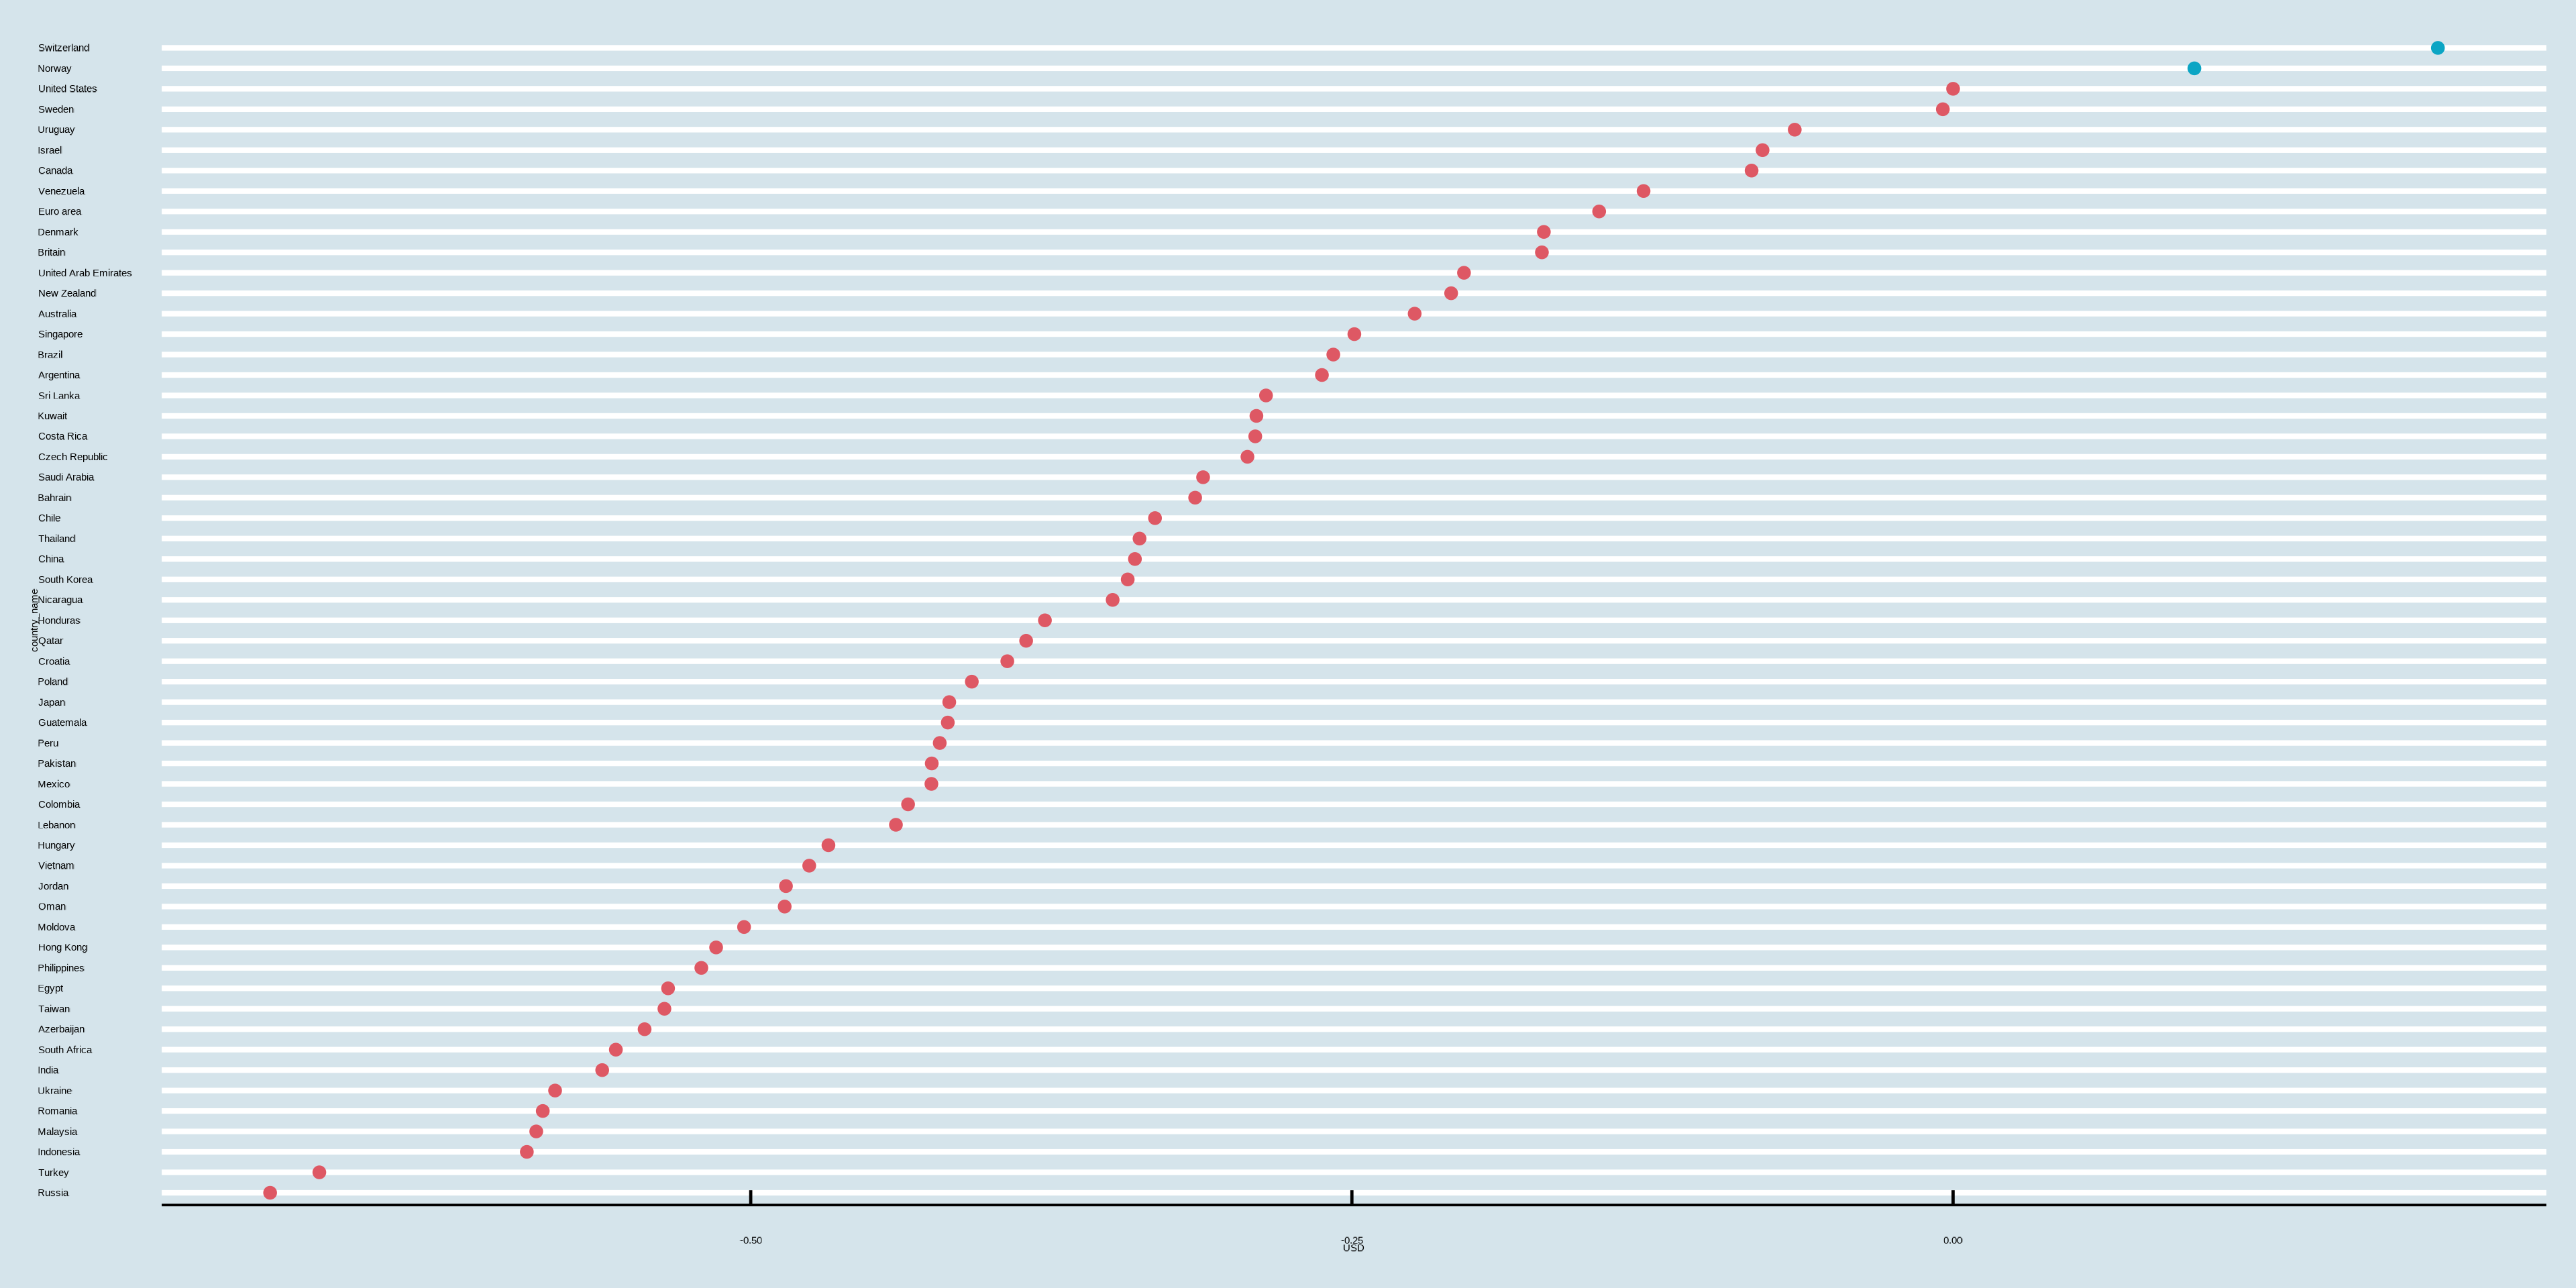 Switzerland
Norway
United States
Sweden
Uruguay
Israel
Canada
Venezuela
Euro area
Denmark
Britain
United Arab Emirates
New Zealand
Australia
Singapore
Brazil
Argentina
Sri Lanka
Kuwait
Costa Rica
Czech Republic
Saudi Arabia
Bahrain
Chile
Thailand
China
South Korea
Nicaragua
country_name
Honduras
Qatar
Croatia
Poland
Japan
Guatemala
Peru
Pakistan
Mexico
Colombia
Lebanon
Hungary
Vietnam
Jordan
Oman
Moldova
Hong Kong
Philippines
Egypt
Taiwan
Azerbaijan
South Africa
India
Ukraine
Romania
Malaysia
Indonesia
Turkey
Russia
-0.50 -0.25 0.00
USD